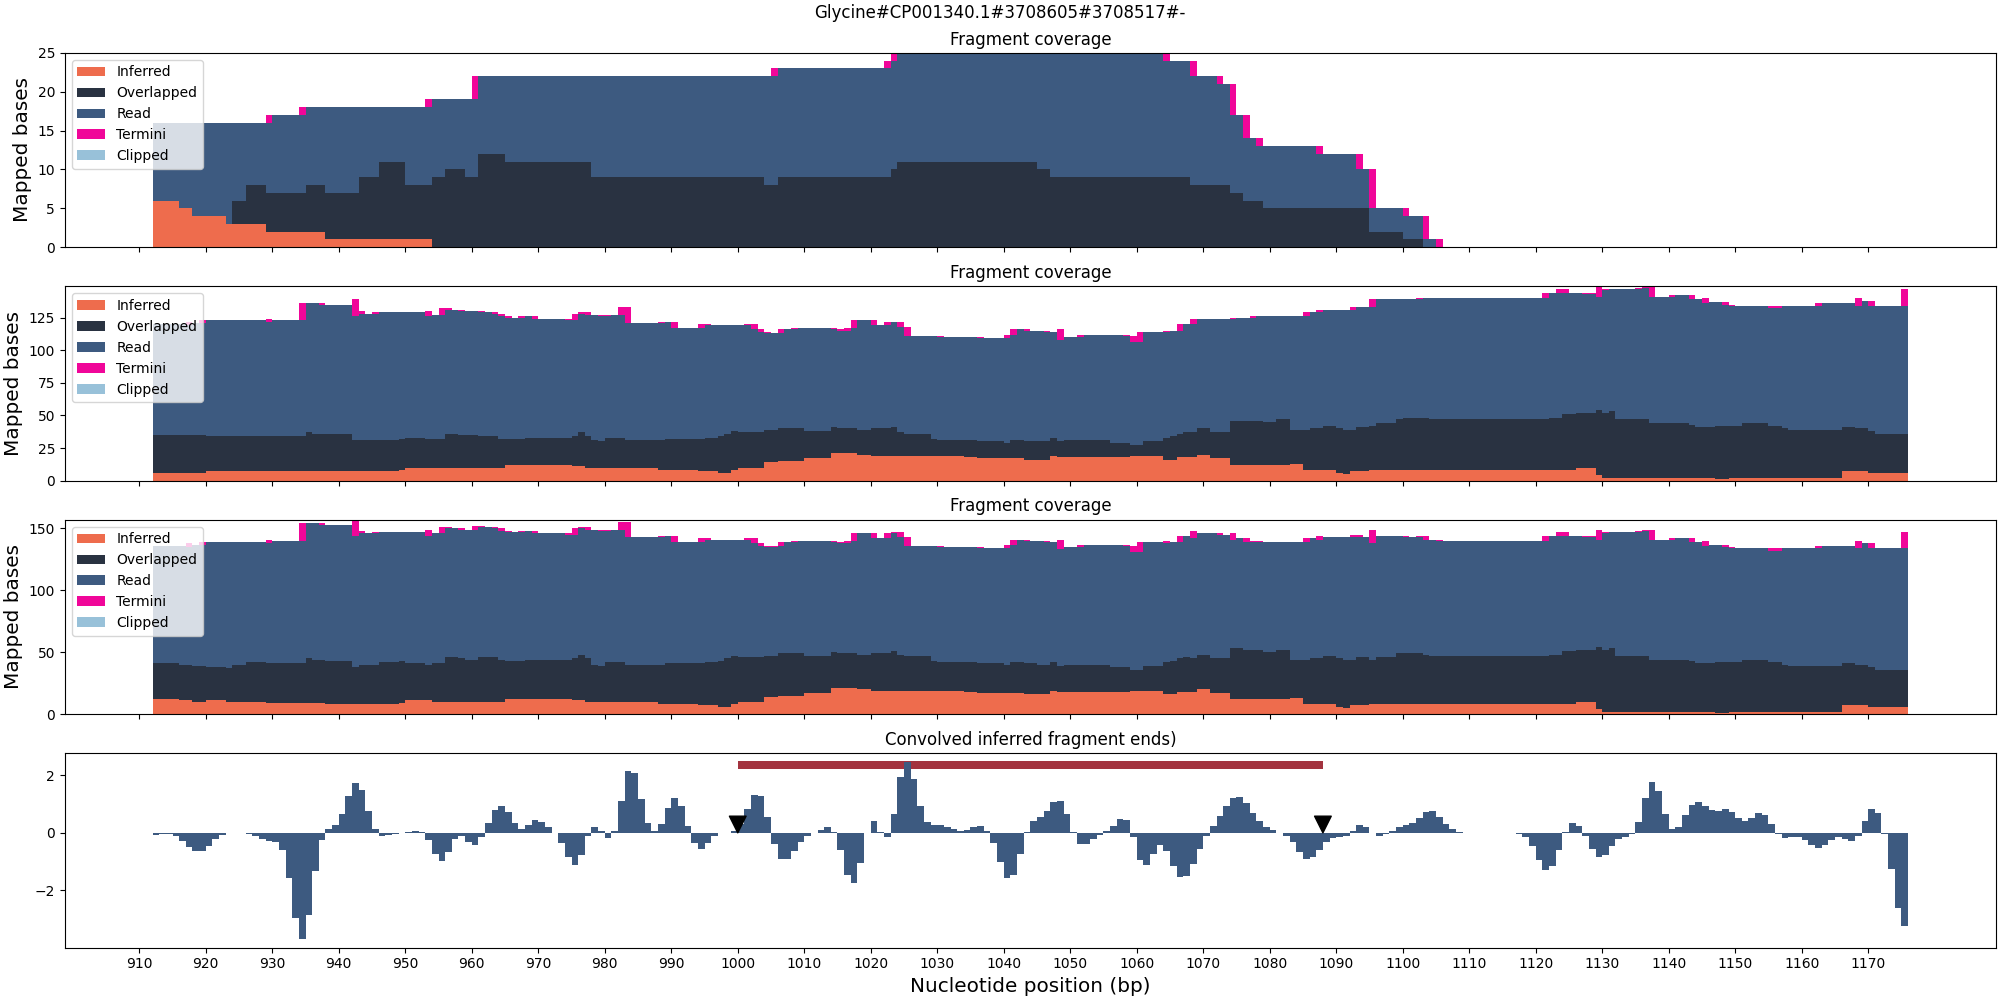 Glycine#CP001340.1#3708605#3708517#-
Fragment coverage
Mapped bases
25
20
15
10
5
0
Inferred
Overlapped
Read
Termini
Clipped
Fragment coverage
Mapped bases
125
100
75
50
25
0
Inferred
Overlapped
Read
Termini
Clipped
Fragment coverage
Mapped bases
150
100
50
0
Inferred
Overlapped
Read
Termini
Clipped
Convolved inferred fragment ends)
2
0
−2
910 920 930 940 950 960 970 980 990 1000 1010 1020 1030 1040 1050 1060 1070 1080 1090 1100 1110 1120 1130 1140 1150 1160 1170
Nucleotide position (bp)